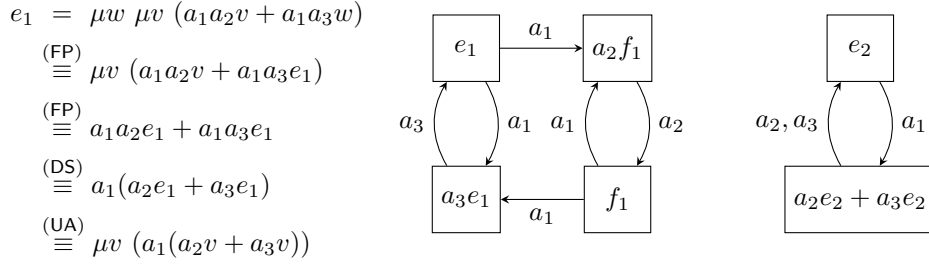 e₁ = μw μv (a₁a₂v + a₁a₃w)
(FP)
≡ μv (a₁a₂v + a₁a₃e₁)
(FP)
≡ a₁a₂e₁ + a₁a₃e₁
(DS)
≡ a₁(a₂e₁ + a₃e₁)
(UA)
≡ μv (a₁(a₂v + a₃v))
e₁
a₁
a₂f₁
a₃
a₁
a₁
a₂
a₃e₁
a₁
f₁
e₂
a₂, a₃
a₁
a₂e₂ + a₃e₂